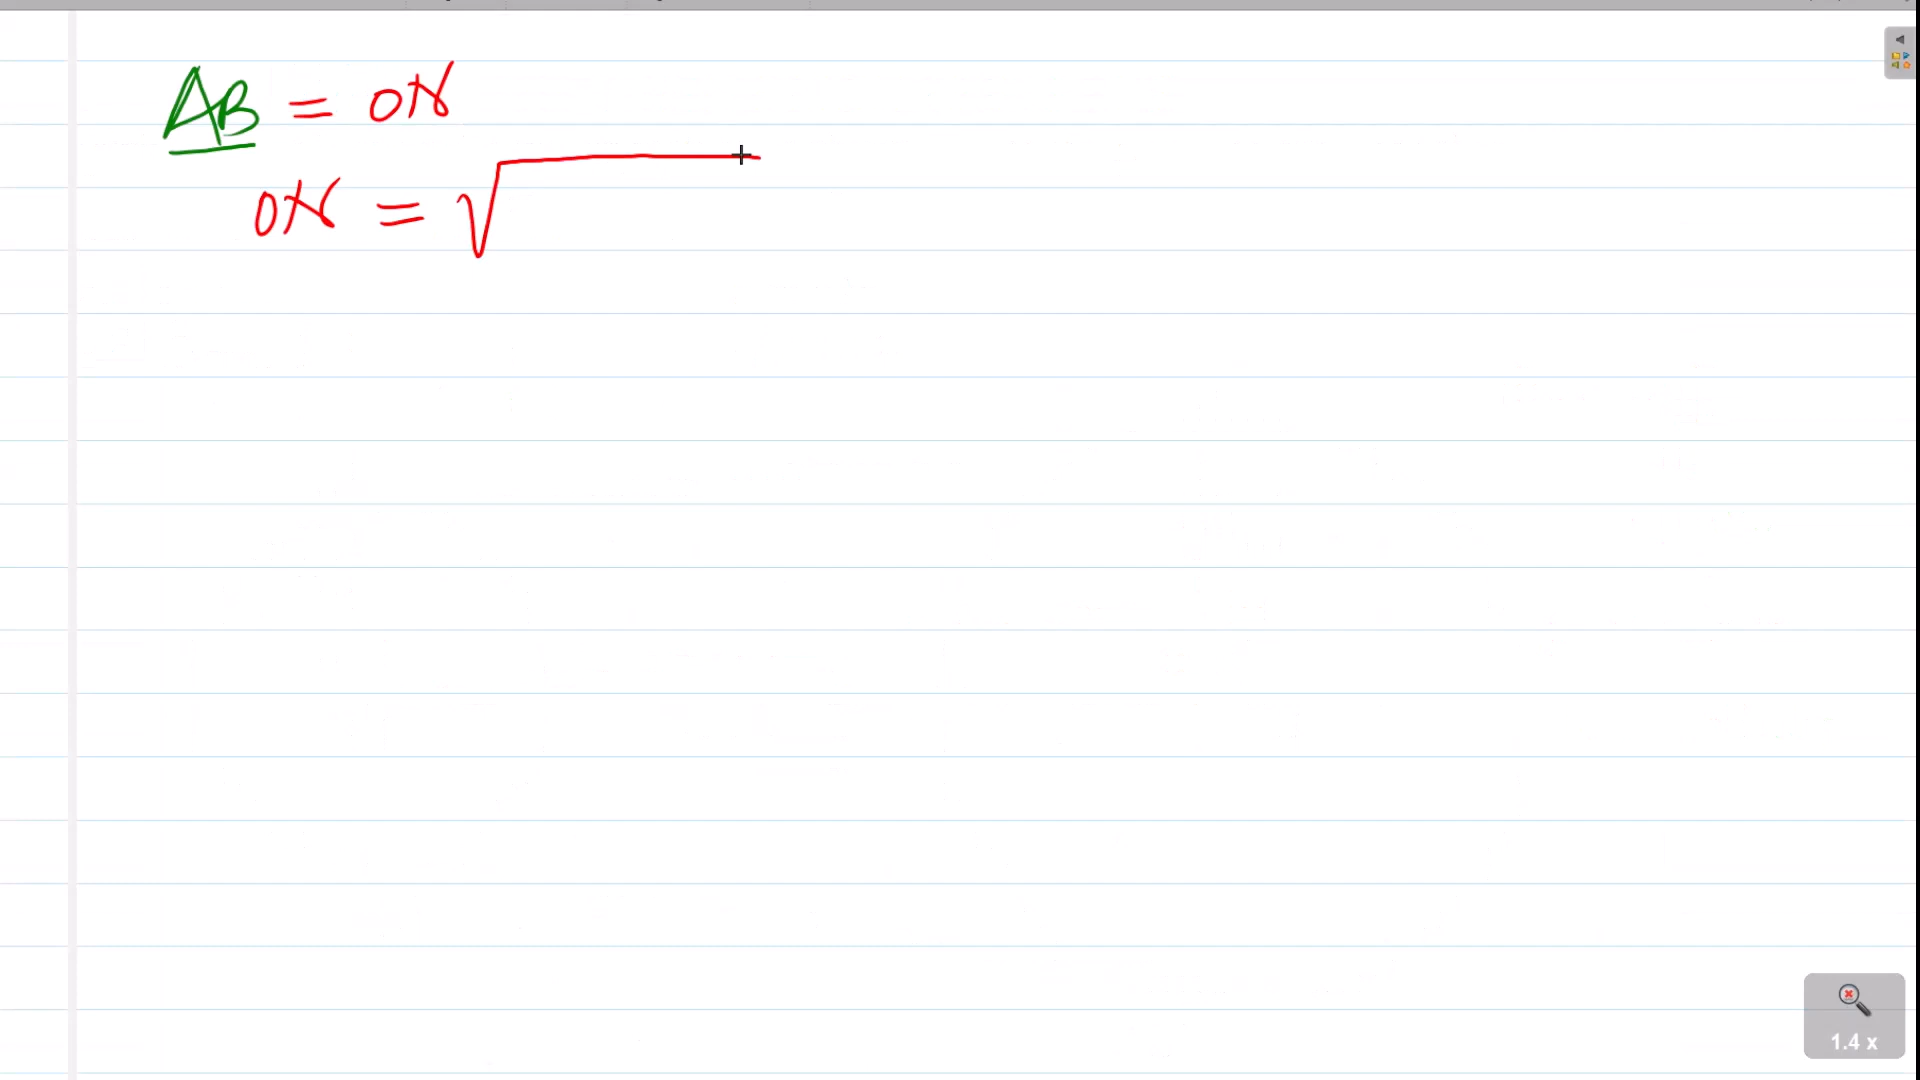 AB = ON
ON = √
1.4 x